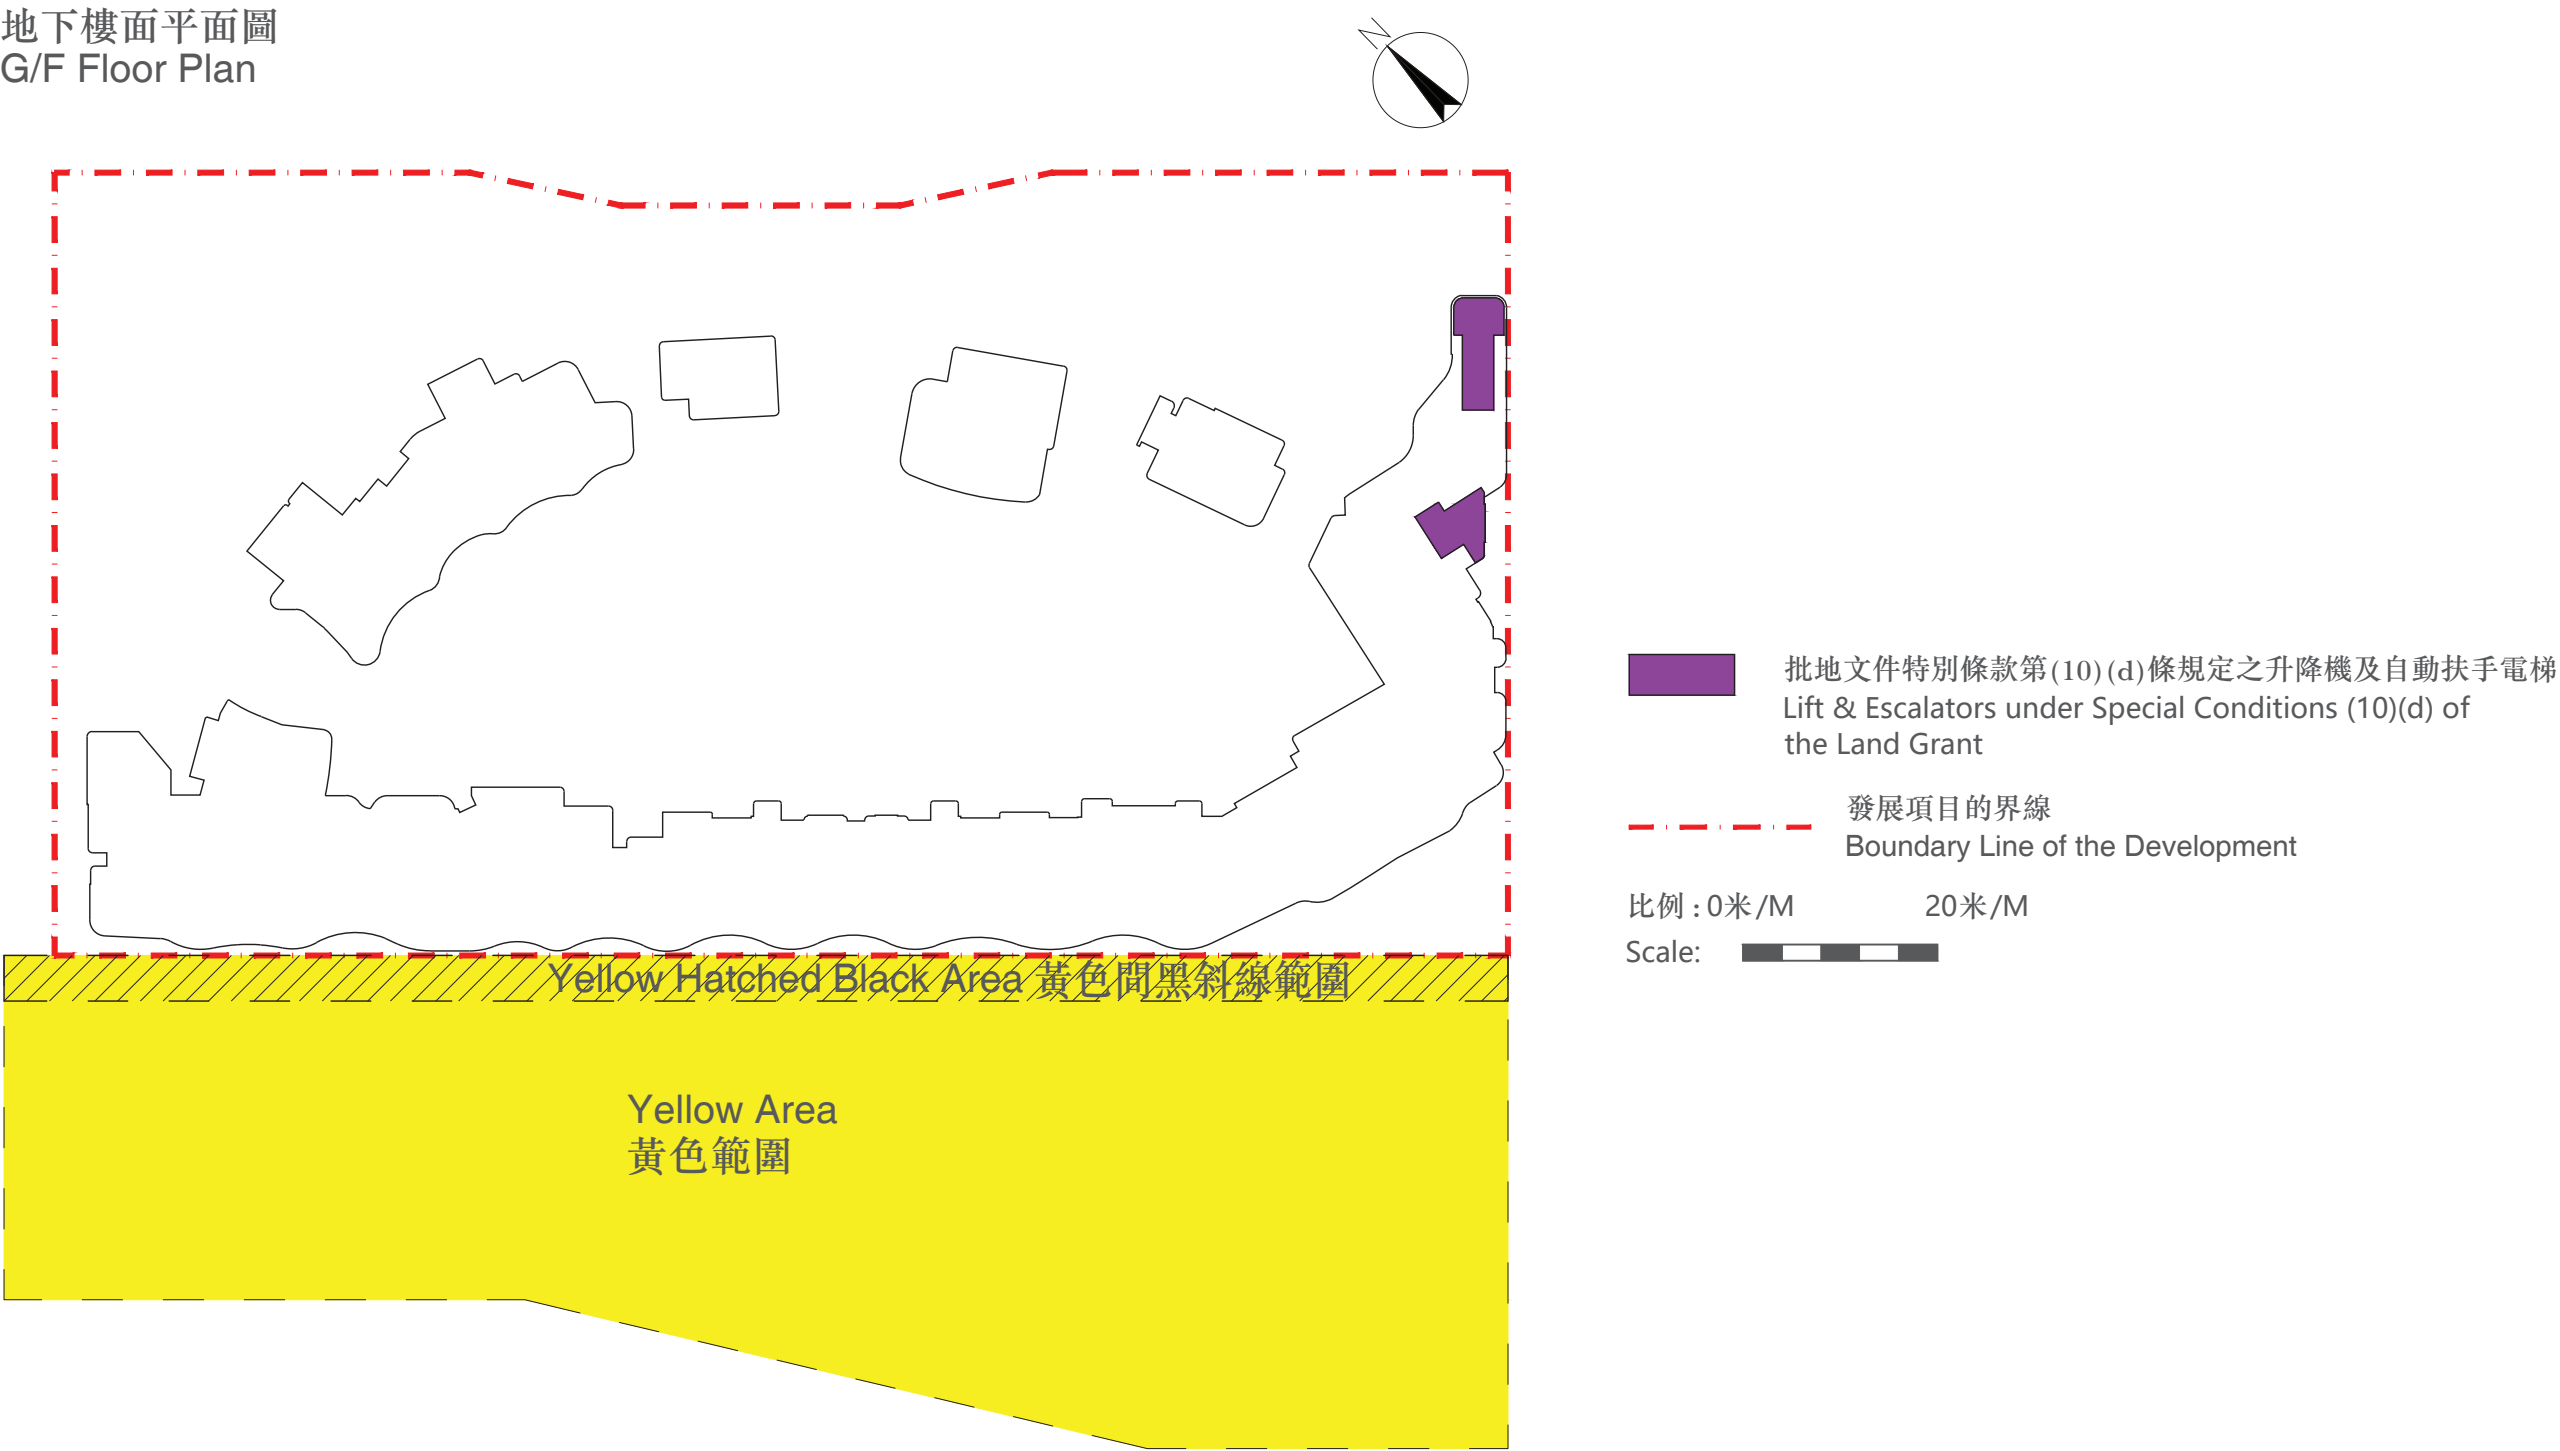 地下樓面平面圖
G/F Floor Plan
N
批地文件特別條款第(10)(d)條規定之升降機及自動扶手電梯
Lift & Escalators under Special Conditions (10)(d) of
the Land Grant
發展項目的界線
Boundary Line of the Development
比例 : 0米/M 20米/M
Scale:
Yellow Hatched Black Area 黃色間黑斜線範圍
Yellow Area
黃色範圍